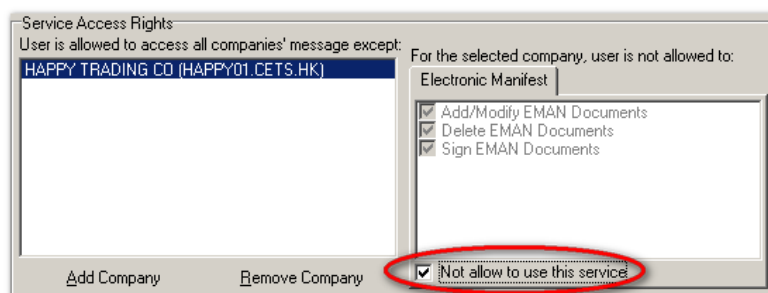 Service Access Rights
User is allowed to access all companies' message except:
HAPPY TRADING CO (HAPPY01.CETS.HK)
Add Company Remove Company
For the selected company, user is not allowed to:
Electronic Manifest
Add/Modify EMAN Documents
Delete EMAN Documents
Sign EMAN Documents
Not allow to use this service